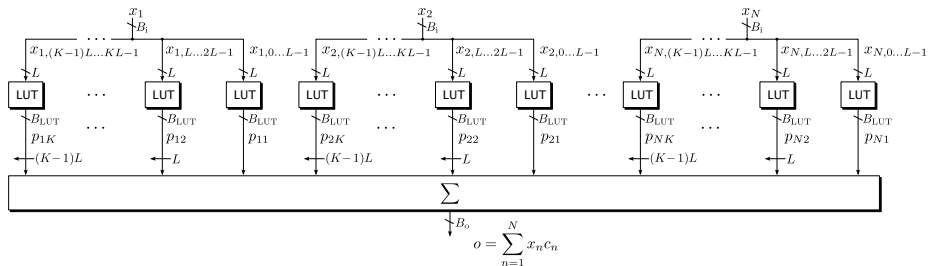 x₁ x₂ x_N
B_i B_i B_i
x_{1,(K−1)L…KL−1} ... x_{1,L…2L−1} x_{1,0…L−1} x_{2,(K−1)L…KL−1} ... x_{2,L…2L−1} x_{2,0…L−1} x_{N,(K−1)L…KL−1} ... x_{N,L…2L−1} x_{N,0…L−1}
L L L L L L L L L
LUT ... LUT LUT LUT ... LUT LUT ... LUT ... LUT LUT
B_LUT B_LUT B_LUT B_LUT B_LUT B_LUT B_LUT B_LUT B_LUT
p_{1K} ... p_{12} p_{11} p_{2K} ... p_{22} p_{21} p_{NK} ... p_{N2} p_{N1}
(K−1)L L (K−1)L L (K−1)L L
∑
B_o
o = ∑_{n=1}^{N} x_n c_n